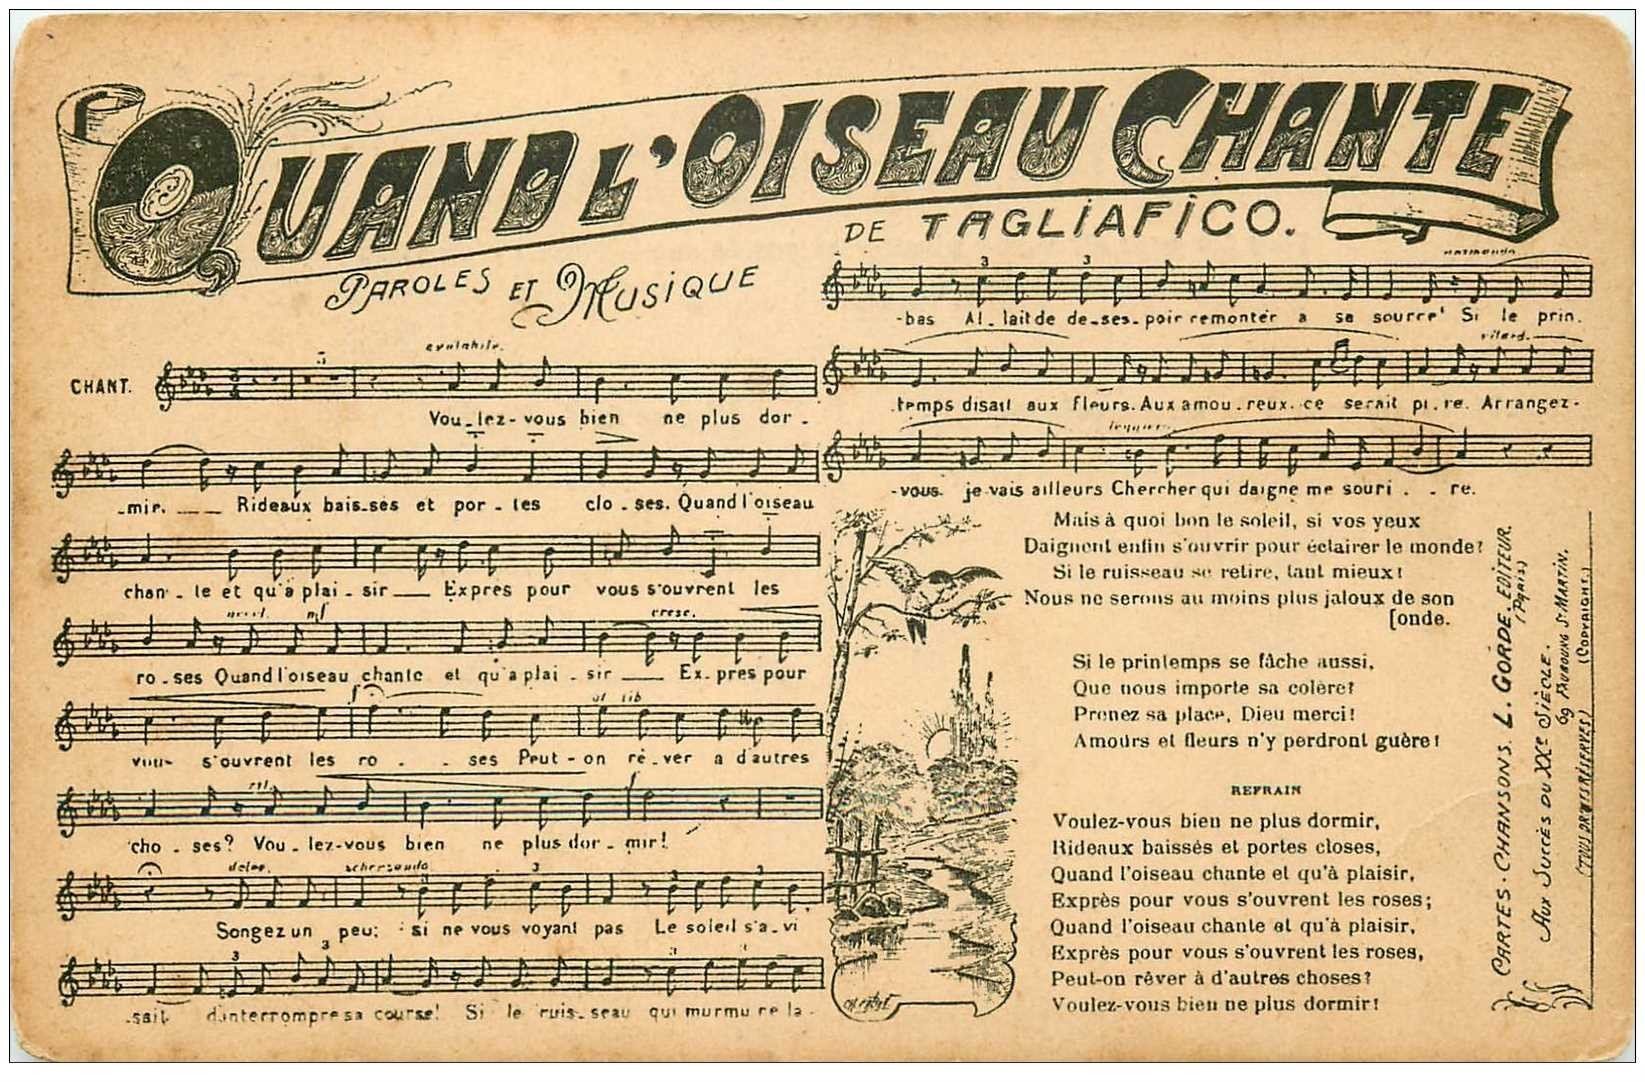 QUAND L'OISEAU CHANTE
PAROLES ET MUSIQUE
DE TAGLIAFICO.
CHANT.
Vou-lez-vous bien ne plus dor-
-mir. Rideaux bais-ses et por-tes clo-ses. Quand l'oiseau
chan-te et qu'a plai-sir Expres pour vous s'ouvrent les
mf cresc.
ro-ses Quand l'oiseau chante et qu'a plai-sir Ex-pres pour
f
vous s'ouvrent les ro--ses Peut-on rê-ver a d'autres
f
cho-ses? Vou-lez-vous bien ne plus dor-mir!
dolce. scherzando
Songez un peu; si ne vous voyant pas Le soleil s'a-vi
-sait d'interrompre sa course! Si le ruis-seau qui murmure la-
-bas Al-lait de de-ses-poir remonter a sa source! Si le prin.
temps disait aux fleurs. Aux amou-reux. ce serait pi-re. Arrangez-
-vous. je vais ailleurs Chercher qui daigne me souri--re.
Mais à quoi bon le soleil, si vos yeux
Daignent enfin s'ouvrir pour éclairer le monde?
Si le ruisseau se retire, tant mieux!
Nous ne serons au moins plus jaloux de son
[onde.
Si le printemps se fâche aussi,
Que nous importe sa colère?
Prenez sa place, Dieu merci!
Amours et fleurs n'y perdront guère!
REFRAIN
Voulez-vous bien ne plus dormir,
Rideaux baissés et portes closes,
Quand l'oiseau chante et qu'à plaisir,
Exprès pour vous s'ouvrent les roses;
Quand l'oiseau chante et qu'à plaisir,
Exprès pour vous s'ouvrent les roses,
Peut-on rêver à d'autres choses?
Voulez-vous bien ne plus dormir!
CARTES-CHANSONS. L. GORDE. EDITEUR.
(PARIS)
AUX SUCCÈS DU XXe SIÈCLE.
69 FAUBOURG St MARTIN.
(TOUS DROITS RÉSERVÉS) (COPYRIGHT.)